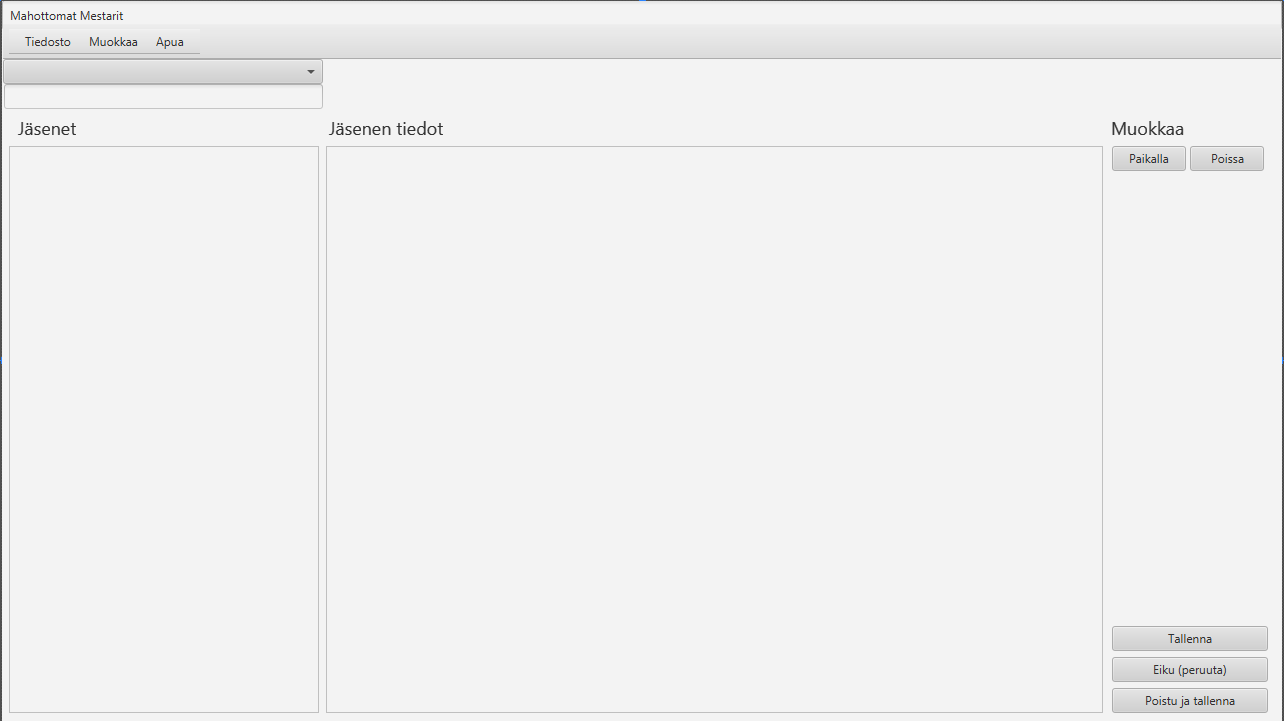 Mahottomat Mestarit
Tiedosto Muokkaa Apua
Jäsenet Jäsenen tiedot Muokkaa
Paikalla Poissa
Tallenna
Eiku (peruuta)
Poistu ja tallenna